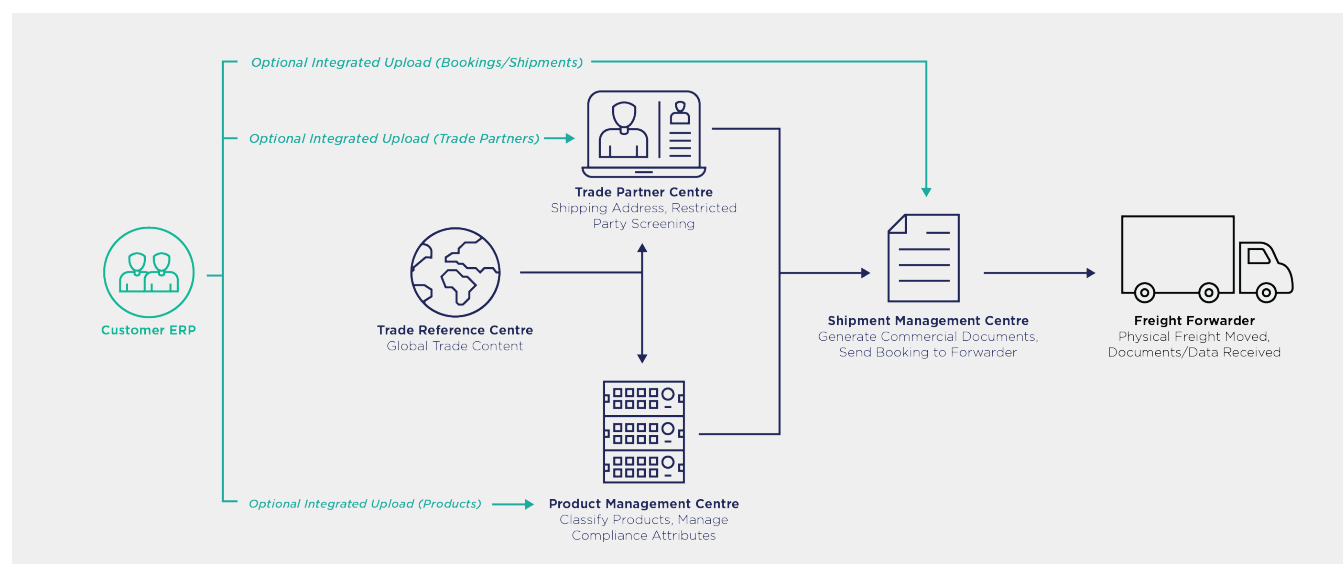 Optional Integrated Upload (Bookings/Shipments)
Optional Integrated Upload (Trade Partners)
Trade Partner Centre
Shipping Address, Restricted
Party Screening
Customer ERP
Trade Reference Centre
Global Trade Content
Shipment Management Centre
Generate Commercial Documents,
Send Booking to Forwarder
Freight Forwarder
Physical Freight Moved,
Documents/Data Received
Optional Integrated Upload (Products)
Product Management Centre
Classify Products, Manage
Compliance Attributes